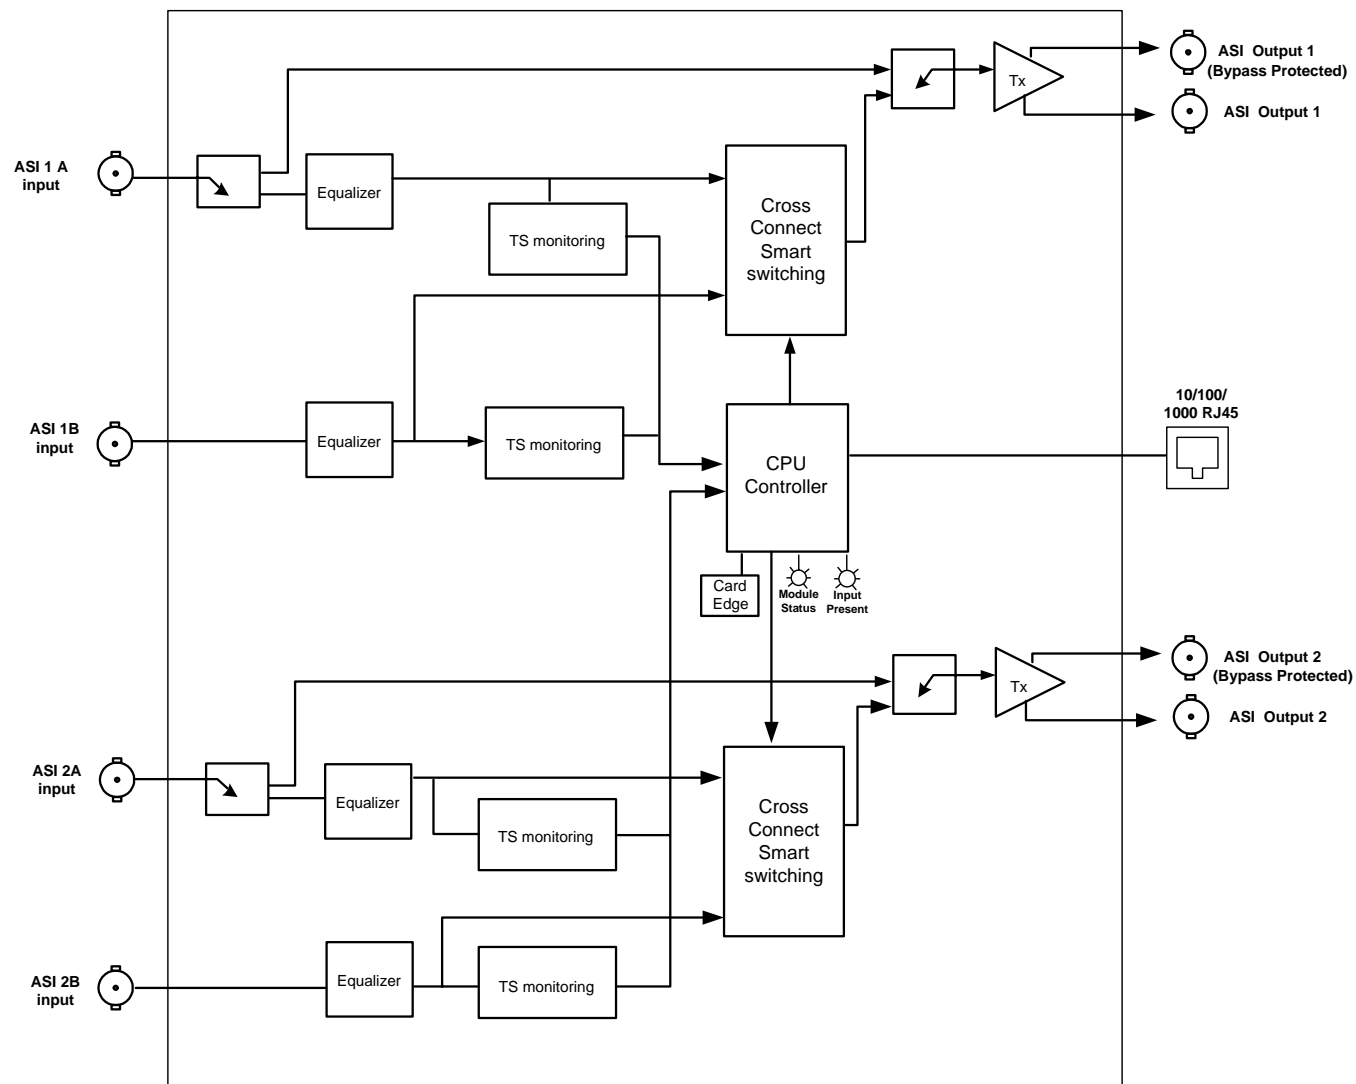 ASI Output 1
(Bypass Protected)
Tx
ASI Output 1
ASI 1 A
input
Equalizer
TS monitoring
Cross
Connect
Smart
switching
10/100/
1000 RJ45
ASI 1B
input
Equalizer
TS monitoring
CPU
Controller
Card
Edge
Module
Status
Input
Present
ASI Output 2
(Bypass Protected)
Tx
ASI Output 2
ASI 2A
input
Equalizer
TS monitoring
Cross
Connect
Smart
switching
ASI 2B
input
Equalizer
TS monitoring